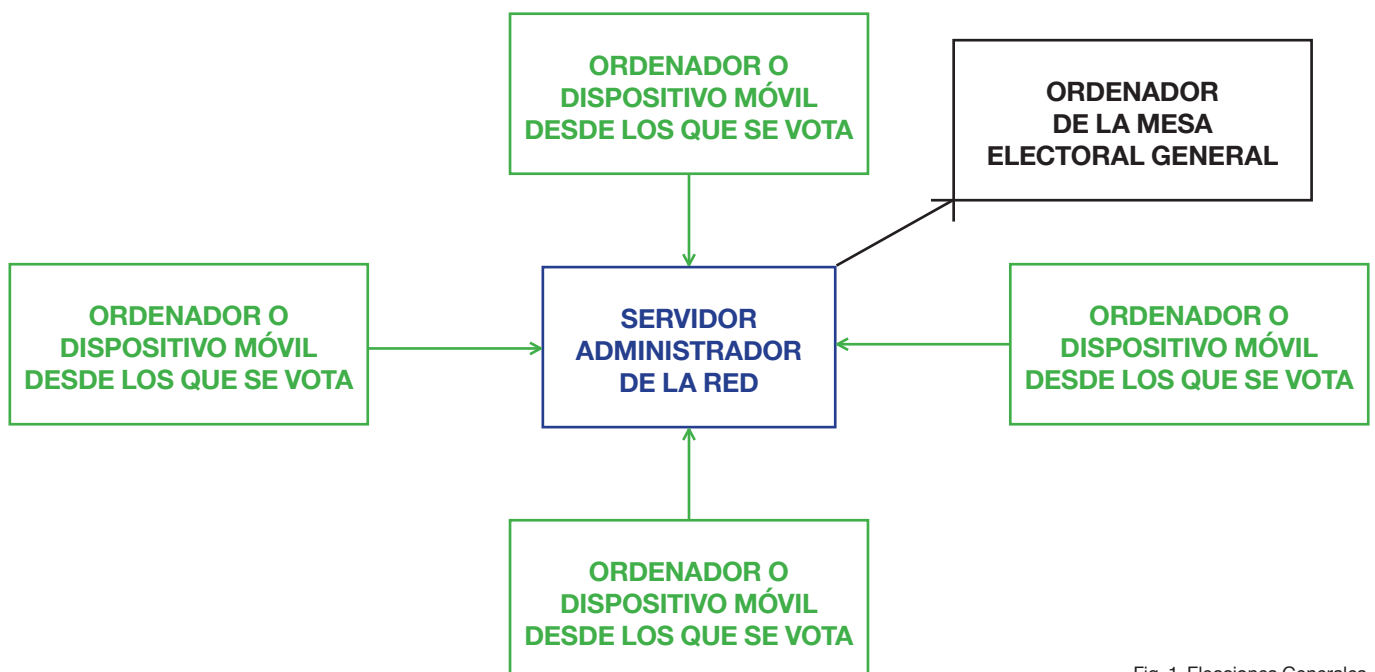 ORDENADOR O
DISPOSITIVO MÓVIL
DESDE LOS QUE SE VOTA
ORDENADOR
DE LA MESA
ELECTORAL GENERAL
ORDENADOR O
DISPOSITIVO MÓVIL
DESDE LOS QUE SE VOTA
SERVIDOR
ADMINISTRADOR
DE LA RED
ORDENADOR O
DISPOSITIVO MÓVIL
DESDE LOS QUE SE VOTA
ORDENADOR O
DISPOSITIVO MÓVIL
DESDE LOS QUE SE VOTA
Fig. 1. Elecciones Generales